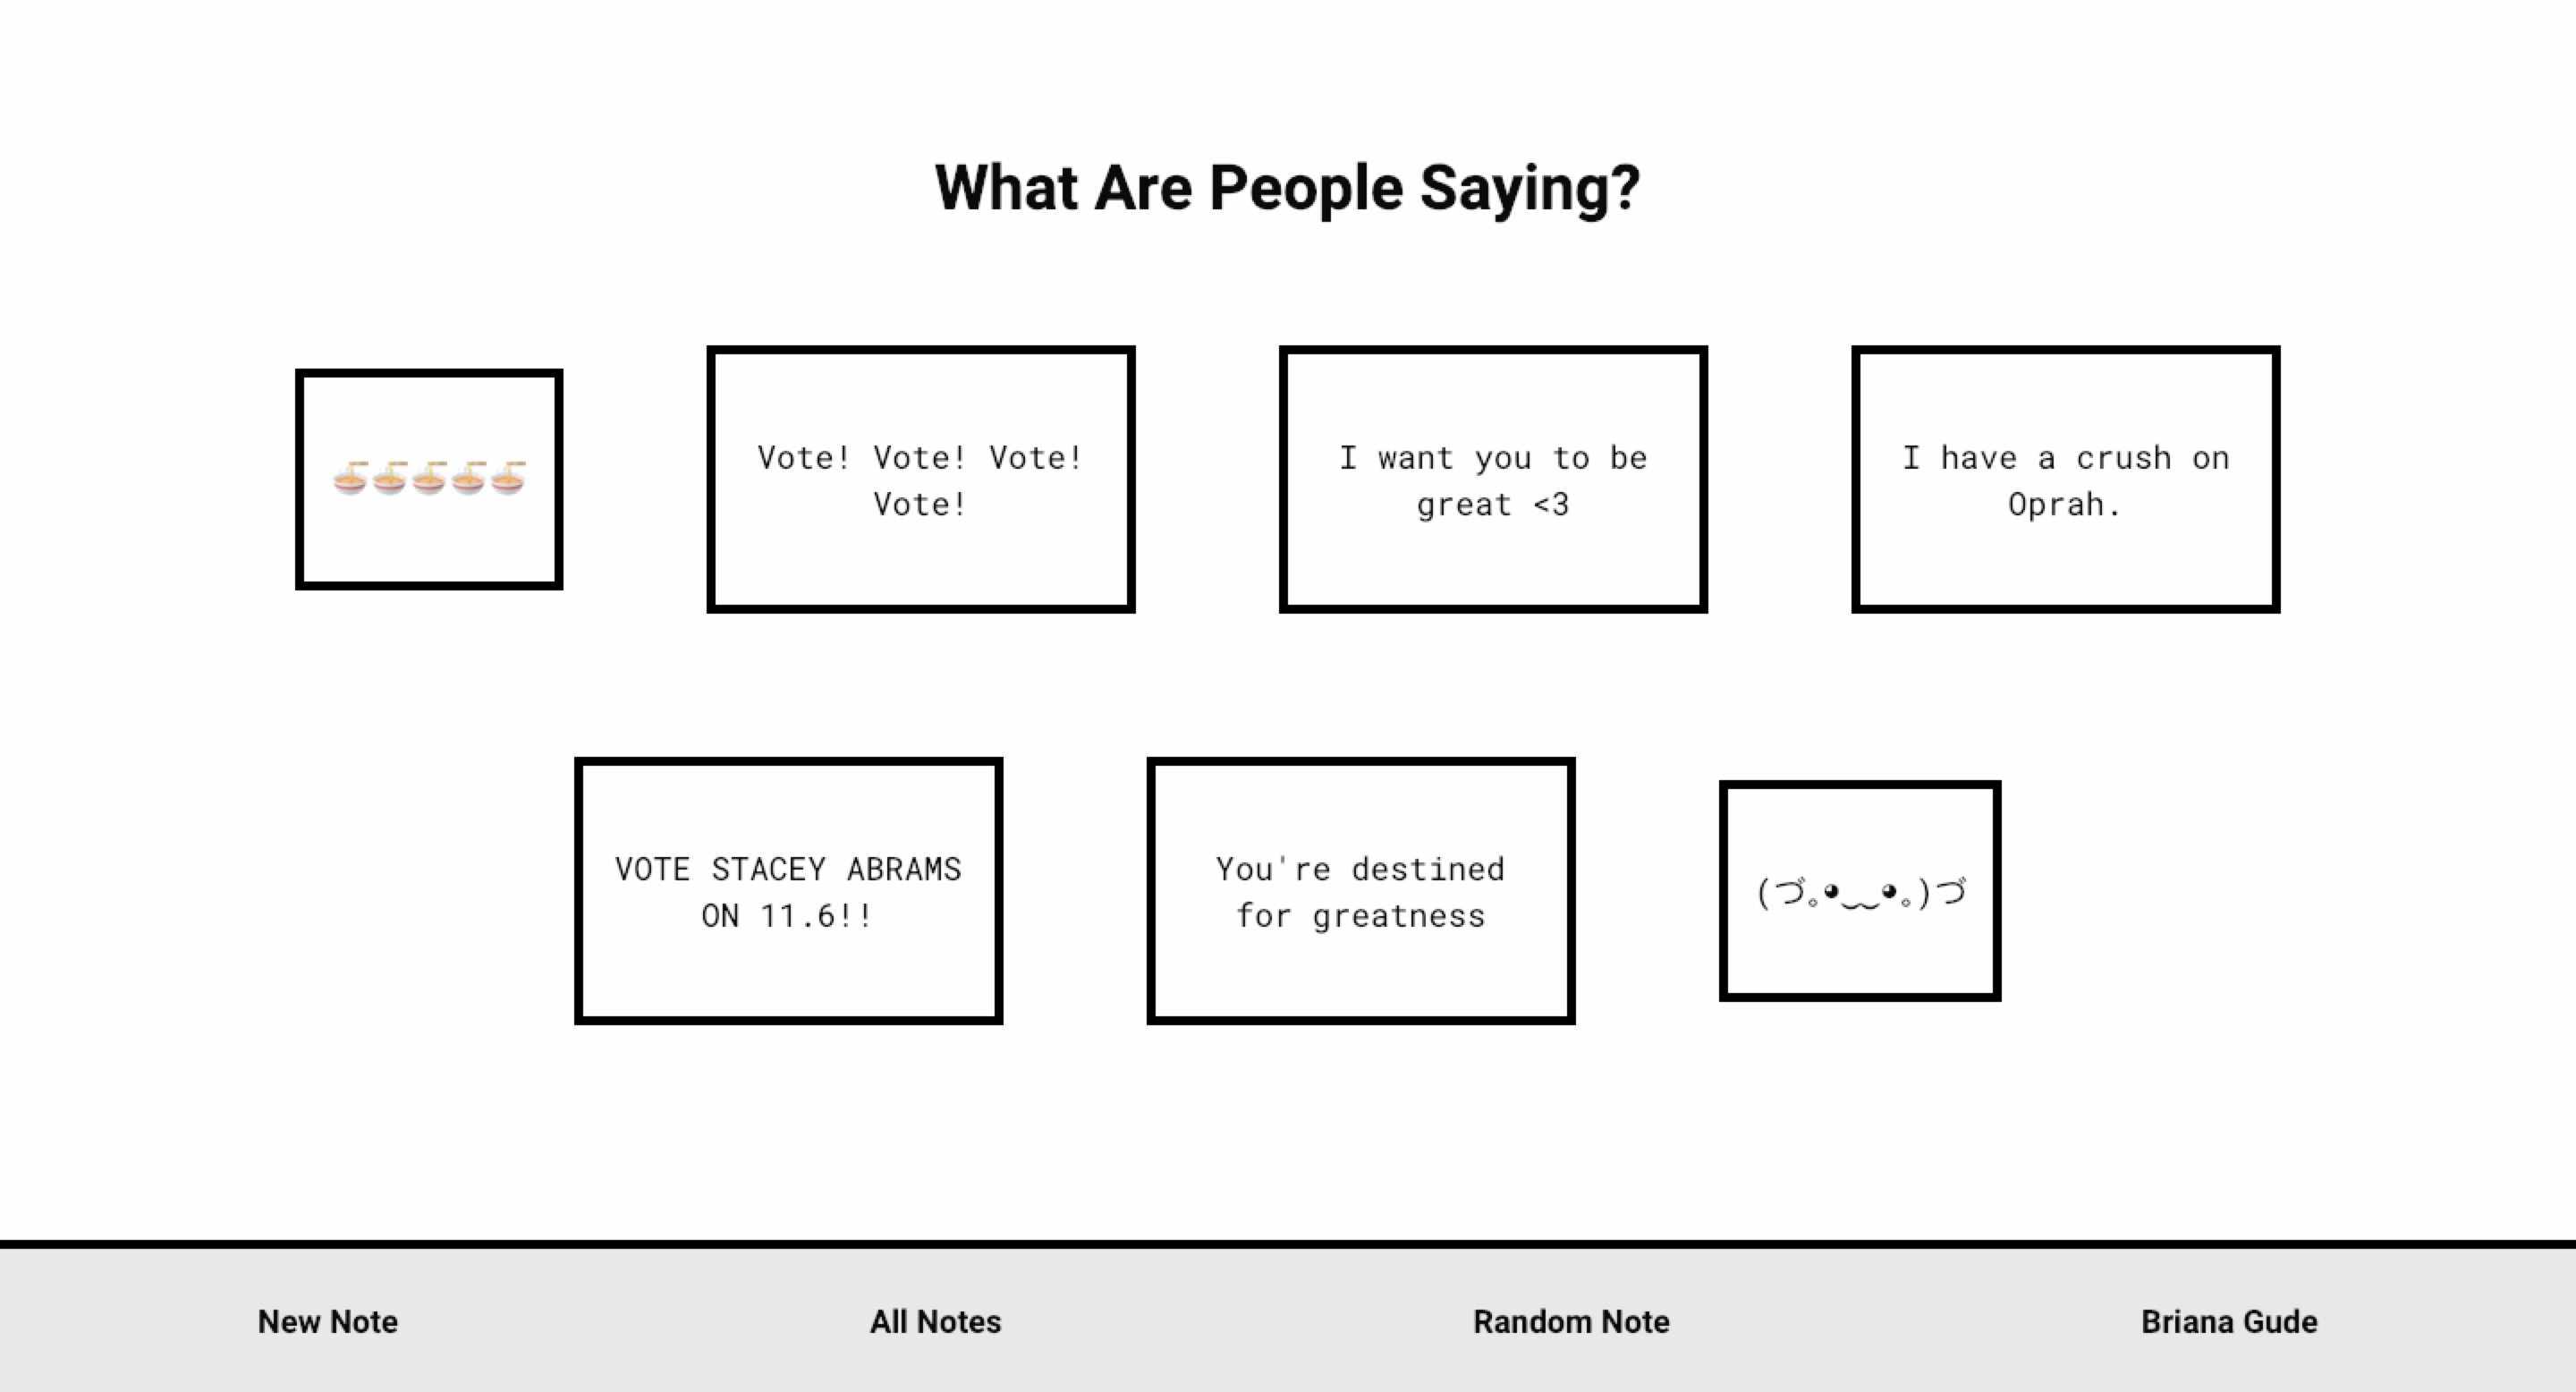 What Are People Saying?
🍜🍜🍜🍜🍜
Vote! Vote! Vote!
Vote!
I want you to be
great <3
I have a crush on
Oprah.
VOTE STACEY ABRAMS
ON 11.6!!
You're destined
for greatness
(づ｡◕‿‿◕｡)づ
New Note
All Notes
Random Note
Briana Gude